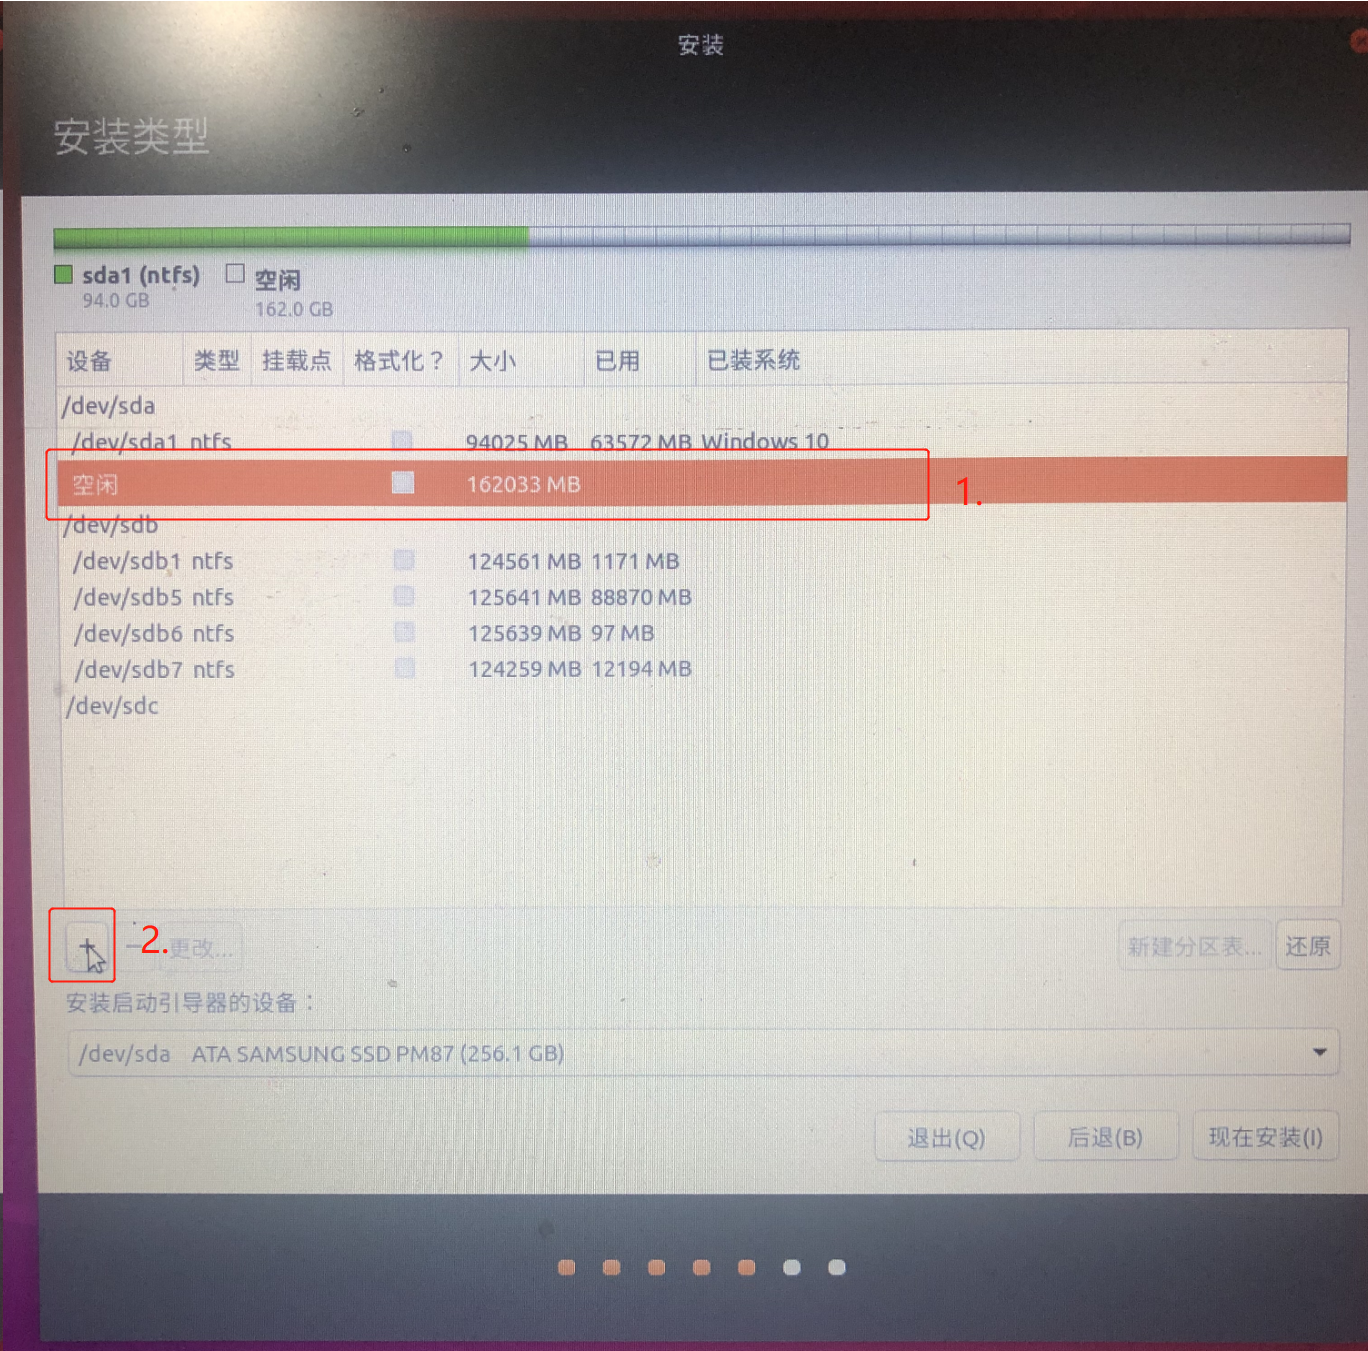 安装
安装类型
sda1 (ntfs)
94.0 GB
空闲
162.0 GB
设备 类型 挂载点 格式化？ 大小 已用 已装系统
/dev/sda
/dev/sda1 ntfs 94025 MB 63572 MB Windows 10
空闲 162033 MB
1.
/dev/sdb
/dev/sdb1 ntfs 124561 MB 1171 MB
/dev/sdb5 ntfs 125641 MB 88870 MB
/dev/sdb6 ntfs 125639 MB 97 MB
/dev/sdb7 ntfs 124259 MB 12194 MB
/dev/sdc
+ − 2. 更改... 新建分区表... 还原
安装启动引导器的设备：
/dev/sda ATA SAMSUNG SSD PM87 (256.1 GB)
退出(Q) 后退(B) 现在安装(I)